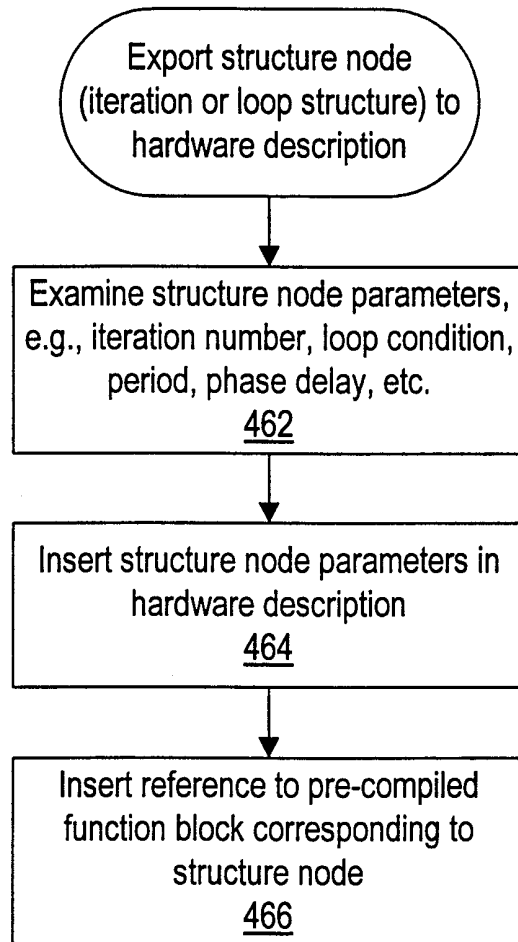 Export structure node
(iteration or loop structure) to
hardware description
Examine structure node parameters,
e.g., iteration number, loop condition,
period, phase delay, etc.
462
Insert structure node parameters in
hardware description
464
Insert reference to pre-compiled
function block corresponding to
structure node
466